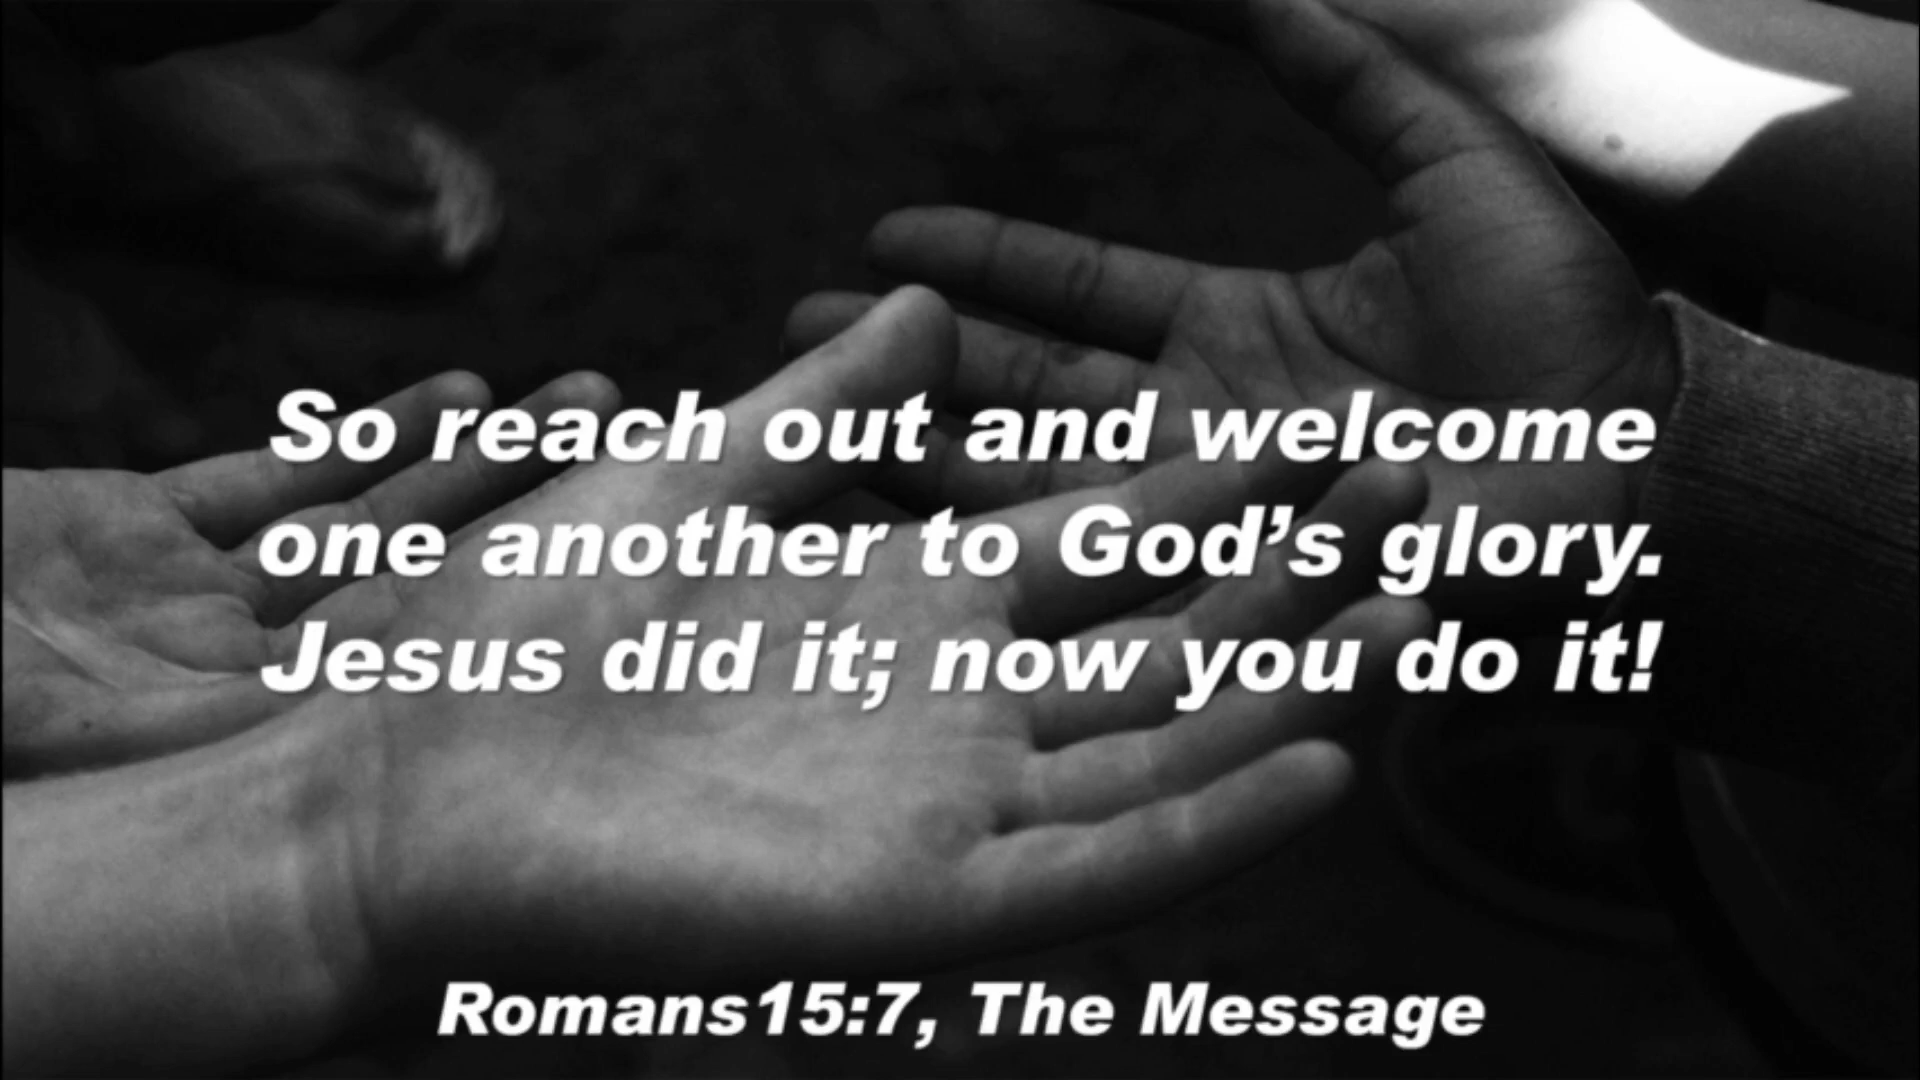 So reach out and welcome
one another to God’s glory.
Jesus did it; now you do it!
Romans15:7, The Message